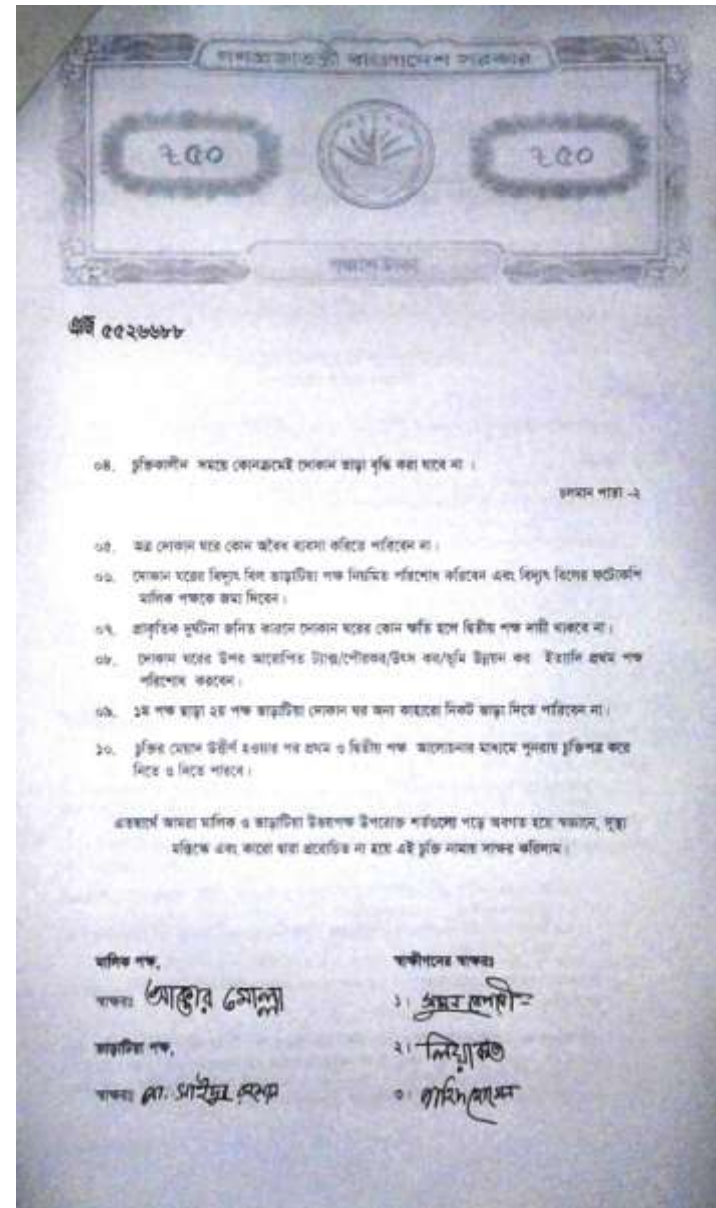 গণপ্রজাতন্ত্রী বাংলাদেশ সরকার
২৫০ ২৫০
পঞ্চাশ টাকা
৫৫২৬৬৮৮
০৪. চুক্তিকালীন সময়ে কোনক্রমেই দোকান ভাড়া বৃদ্ধি করা যাবে না ।
চলমান পাতা -২
০৫. অত্র দোকান ঘরে কোন অবৈধ ব্যবসা করিতে পারিবেন না।
০৬. দোকান ঘরের বিদ্যুৎ বিল ভাড়াটিয়া পক্ষ নিয়মিত পরিশোধ করিবেন এবং বিদ্যুৎ বিলের ফটোকপি
মালিক পক্ষকে জমা দিবেন।
০৭. প্রাকৃতিক দুর্ঘটনা জনিত কারনে দোকান ঘরের কোন ক্ষতি হলে দ্বিতীয় পক্ষ দায়ী থাকবে না।
০৮. দোকান ঘরের উপর আরোপিত ট্যাক্স/পৌরকর/উৎস কর/ভূমি উন্নয়ন কর ইত্যাদি প্রথম পক্ষ
পরিশোধ করবেন।
০৯. ১ম পক্ষ ছাড়া ২য় পক্ষ ভাড়াটিয়া দোকান ঘর অন্য কাহারো নিকট ভাড়া দিতে পারিবেন না।
১০. চুক্তির মেয়াদ উত্তীর্ণ হওয়ার পর প্রথম ও দ্বিতীয় পক্ষ আলোচনার মাধ্যমে পুনরায় চুক্তিপত্র করে
নিতে ও দিতে পারবে।
এতদ্বার্থে আমরা মালিক ও ভাড়াটিয়া উভয়পক্ষ উপরোক্ত শর্তগুলো পড়ে অবগত হয়ে স্বজ্ঞানে, সুস্থ্য
মস্তিষ্কে এবং কারো দ্বারা প্ররোচিত না হয়ে এই চুক্তি নামায় সাক্ষর করিলাম।
মালিক পক্ষ,
স্বাক্ষরঃ আক্তার মোল্লা
ভাড়াটিয়া পক্ষ,
স্বাক্ষরঃ মো. সাইদুর রহমান
স্বাক্ষীগনের স্বাক্ষরঃ
১।
২। লিয়াকত
৩।